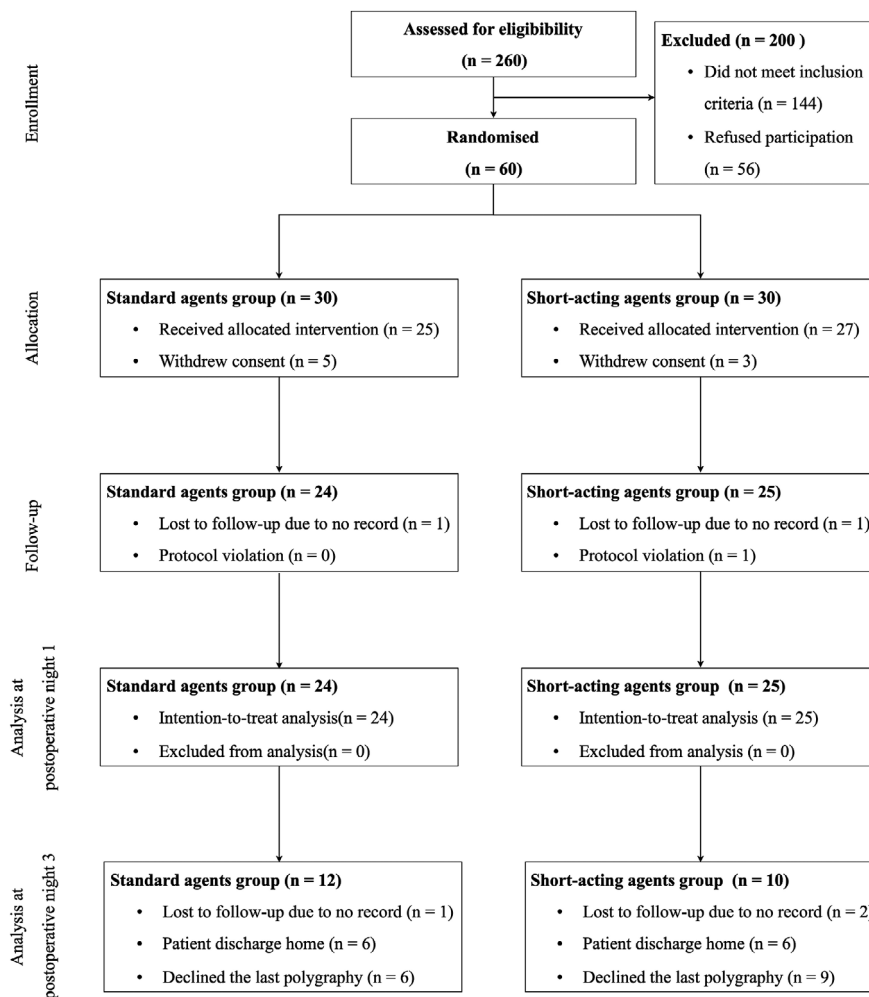 Assessed for eligibibility
(n = 260)
Excluded (n = 200 )
• Did not meet inclusion
criteria (n = 144)
• Refused participation
(n = 56)
Enrollment
Randomised
(n = 60)
Allocation
Standard agents group (n = 30)
• Received allocated intervention (n = 25)
• Withdrew consent (n = 5)
Short-acting agents group (n = 30)
• Received allocated intervention (n = 27)
• Withdrew consent (n = 3)
Follow-up
Standard agents group (n = 24)
• Lost to follow-up due to no record (n = 1)
• Protocol violation (n = 0)
Short-acting agents group (n = 25)
• Lost to follow-up due to no record (n = 1)
• Protocol violation (n = 1)
Analysis at
postoperative night 1
Standard agents group (n = 24)
• Intention-to-treat analysis(n = 24)
• Excluded from analysis(n = 0)
Short-acting agents group (n = 25)
• Intention-to-treat analysis (n = 25)
• Excluded from analysis (n = 0)
Analysis at
postoperative night 3
Standard agents group (n = 12)
• Lost to follow-up due to no record (n = 1)
• Patient discharge home (n = 6)
• Declined the last polygraphy (n = 6)
Short-acting agents group (n = 10)
• Lost to follow-up due to no record (n = 2)
• Patient discharge home (n = 6)
• Declined the last polygraphy (n = 9)